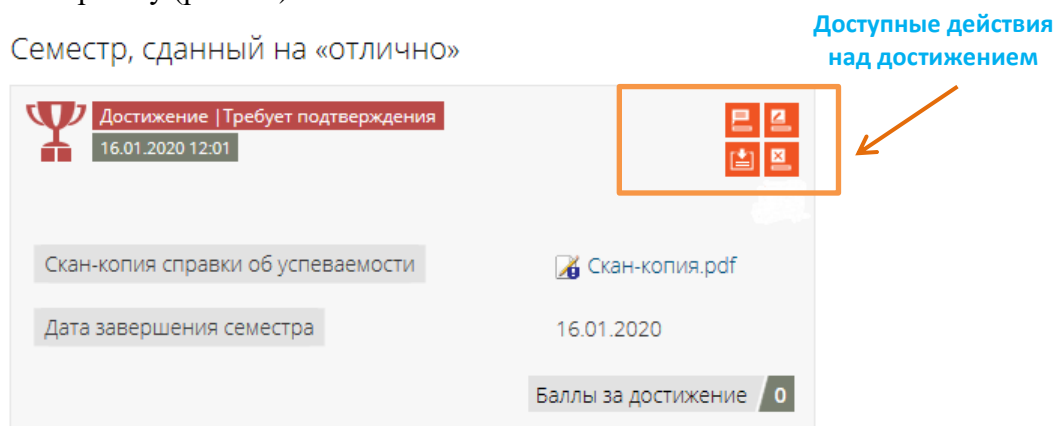 Семестр, сданный на «отлично»
Доступные действия
над достижением
Достижение |Требует подтверждения
16.01.2020 12:01
Скан-копия справки об успеваемости
Скан-копия.pdf
Дата завершения семестра
16.01.2020
Баллы за достижение 0